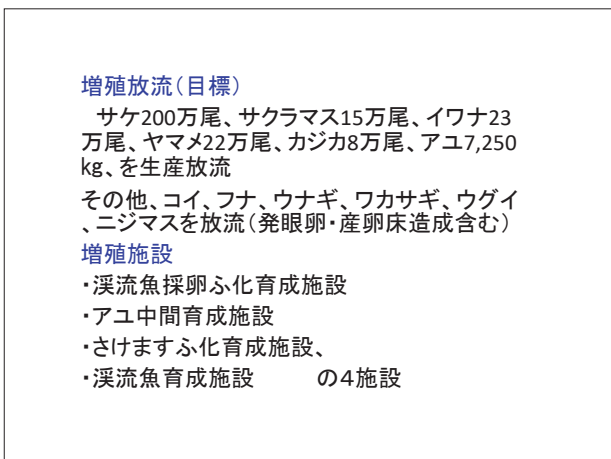 増殖放流(目標)
サケ200万尾、サクラマス15万尾、イワナ23
万尾、ヤマメ22万尾、カジカ8万尾、アユ7,250
kg、を生産放流
その他、コイ、フナ、ウナギ、ワカサギ、ウグイ
、ニジマスを放流(発眼卵・産卵床造成含む)
増殖施設
・渓流魚採卵ふ化育成施設
・アユ中間育成施設
・さけますふ化育成施設、
・渓流魚育成施設　　　の4施設